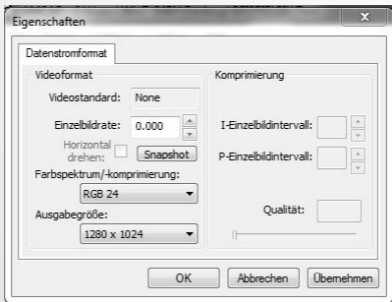 Eigenschaften
Datenstromformat
Videoformat
Videostandard: None
Einzelbildrate: 0.000
Horizontal
drehen: Snapshot
Farbspektrum/-komprimierung:
RGB 24
Ausgabegröße:
1280 x 1024
Komprimierung
I-Einzelbildintervall:
P-Einzelbildintervall:
Qualität:
OK Abbrechen Übernehmen